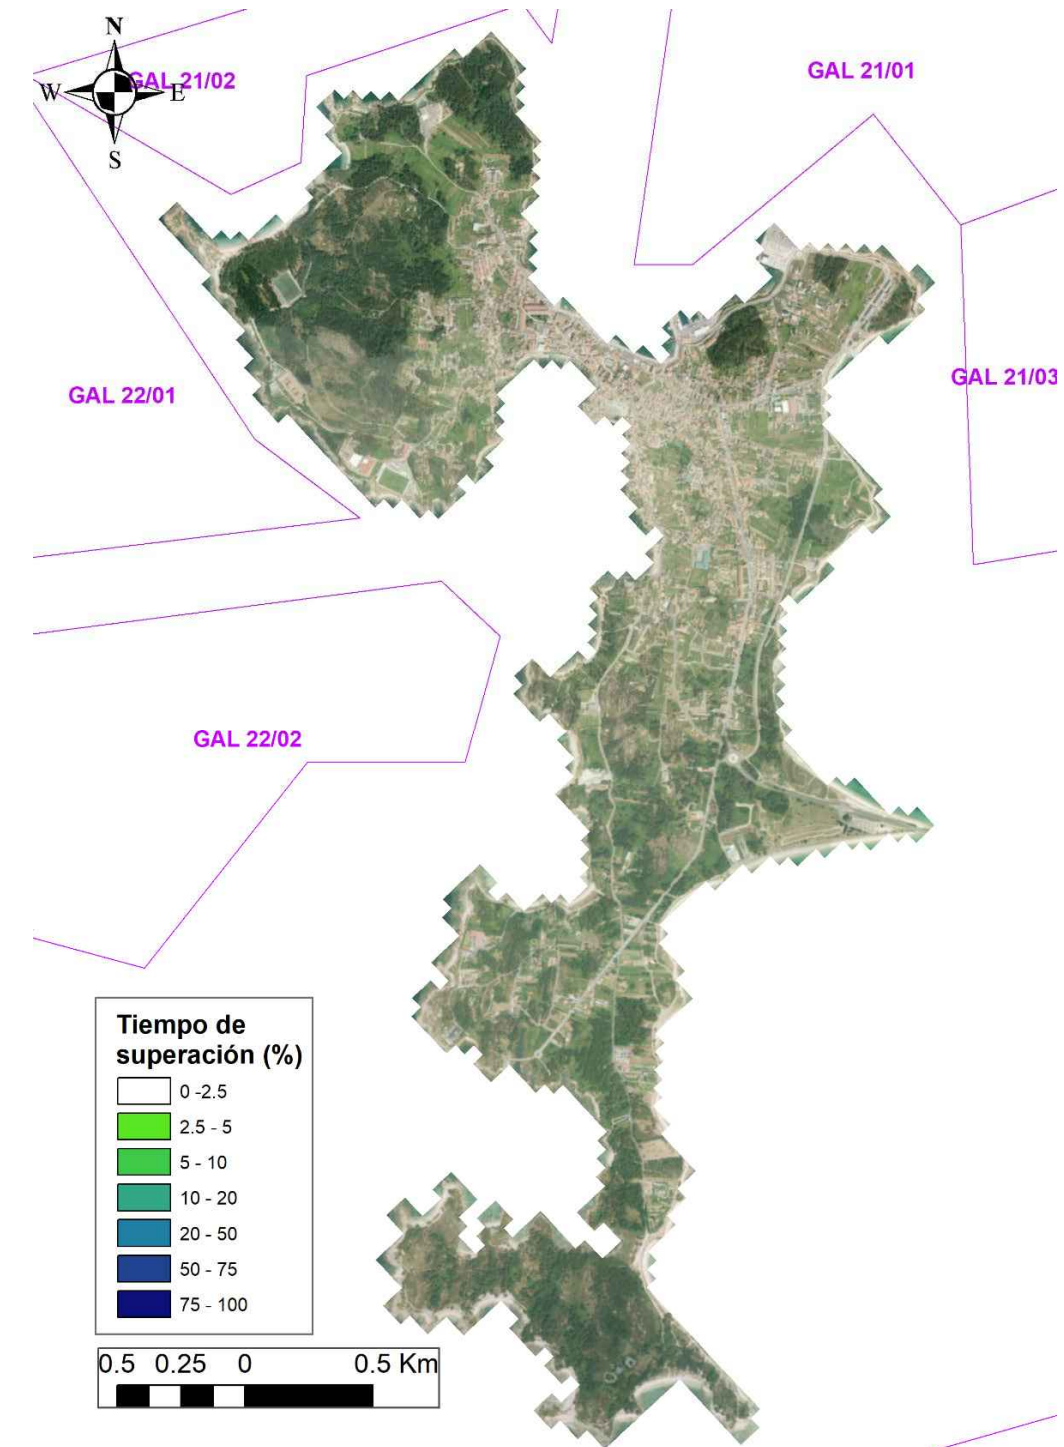 N
W
E
S
GAL 21/02
GAL 21/01
GAL 22/01
GAL 21/03
GAL 22/02
Tiempo de
superación (%)
0 -2.5
2.5 - 5
5 - 10
10 - 20
20 - 50
50 - 75
75 - 100
0.5 0.25 0 0.5 Km